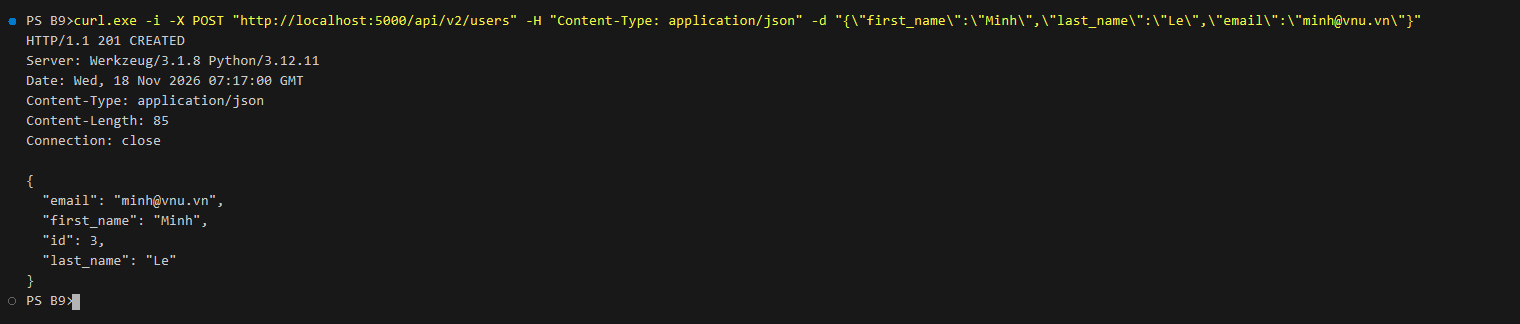 PS B9>curl.exe -i -X POST "http://localhost:5000/api/v2/users" -H "Content-Type: application/json" -d "{\"first_name\":\"Minh\",\"last_name\":\"Le\",\"email\":\"minh@vnu.vn\"}"
HTTP/1.1 201 CREATED
Server: Werkzeug/3.1.8 Python/3.12.11
Date: Wed, 18 Nov 2026 07:17:00 GMT
Content-Type: application/json
Content-Length: 85
Connection: close

{
  "email": "minh@vnu.vn",
  "first_name": "Minh",
  "id": 3,
  "last_name": "Le"
}
PS B9>